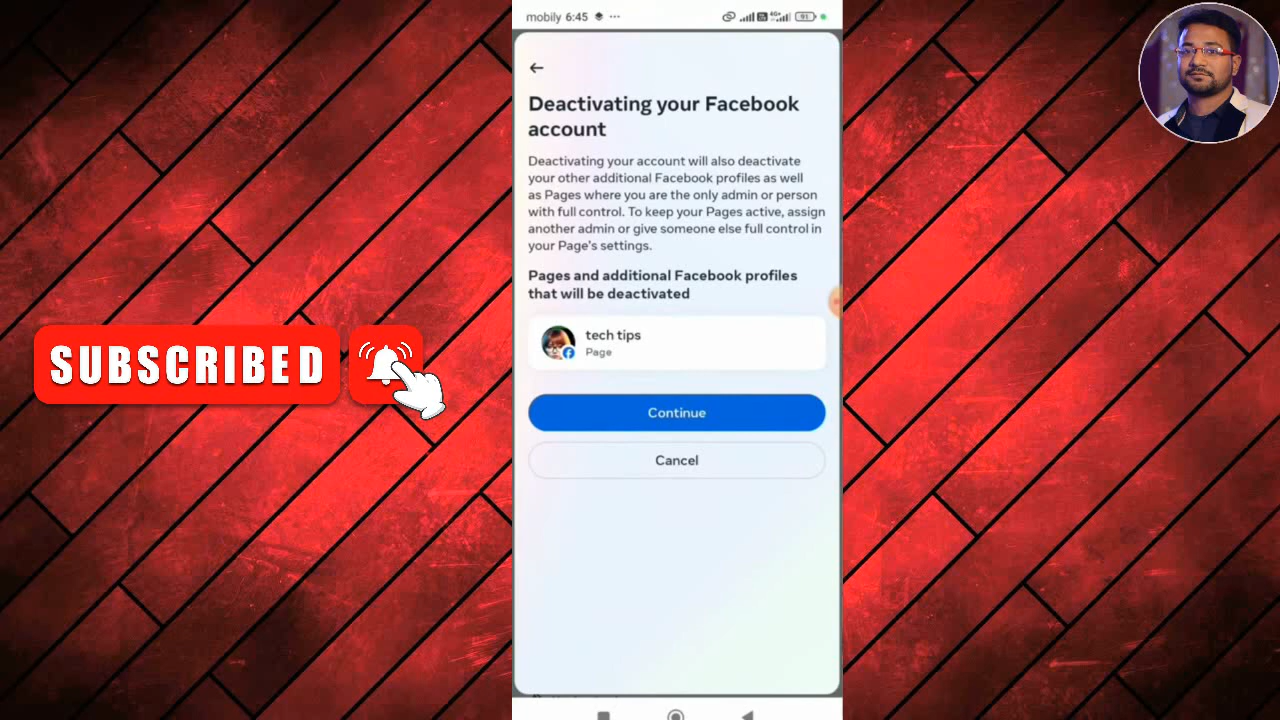 mobily 6:45
91
Deactivating your Facebook
account
Deactivating your account will also deactivate
your other additional Facebook profiles as well
as Pages where you are the only admin or person
with full control. To keep your Pages active, assign
another admin or give someone else full control in
your Page's settings.
Pages and additional Facebook profiles
that will be deactivated
tech tips
Page
Continue
Cancel
SUBSCRIBED